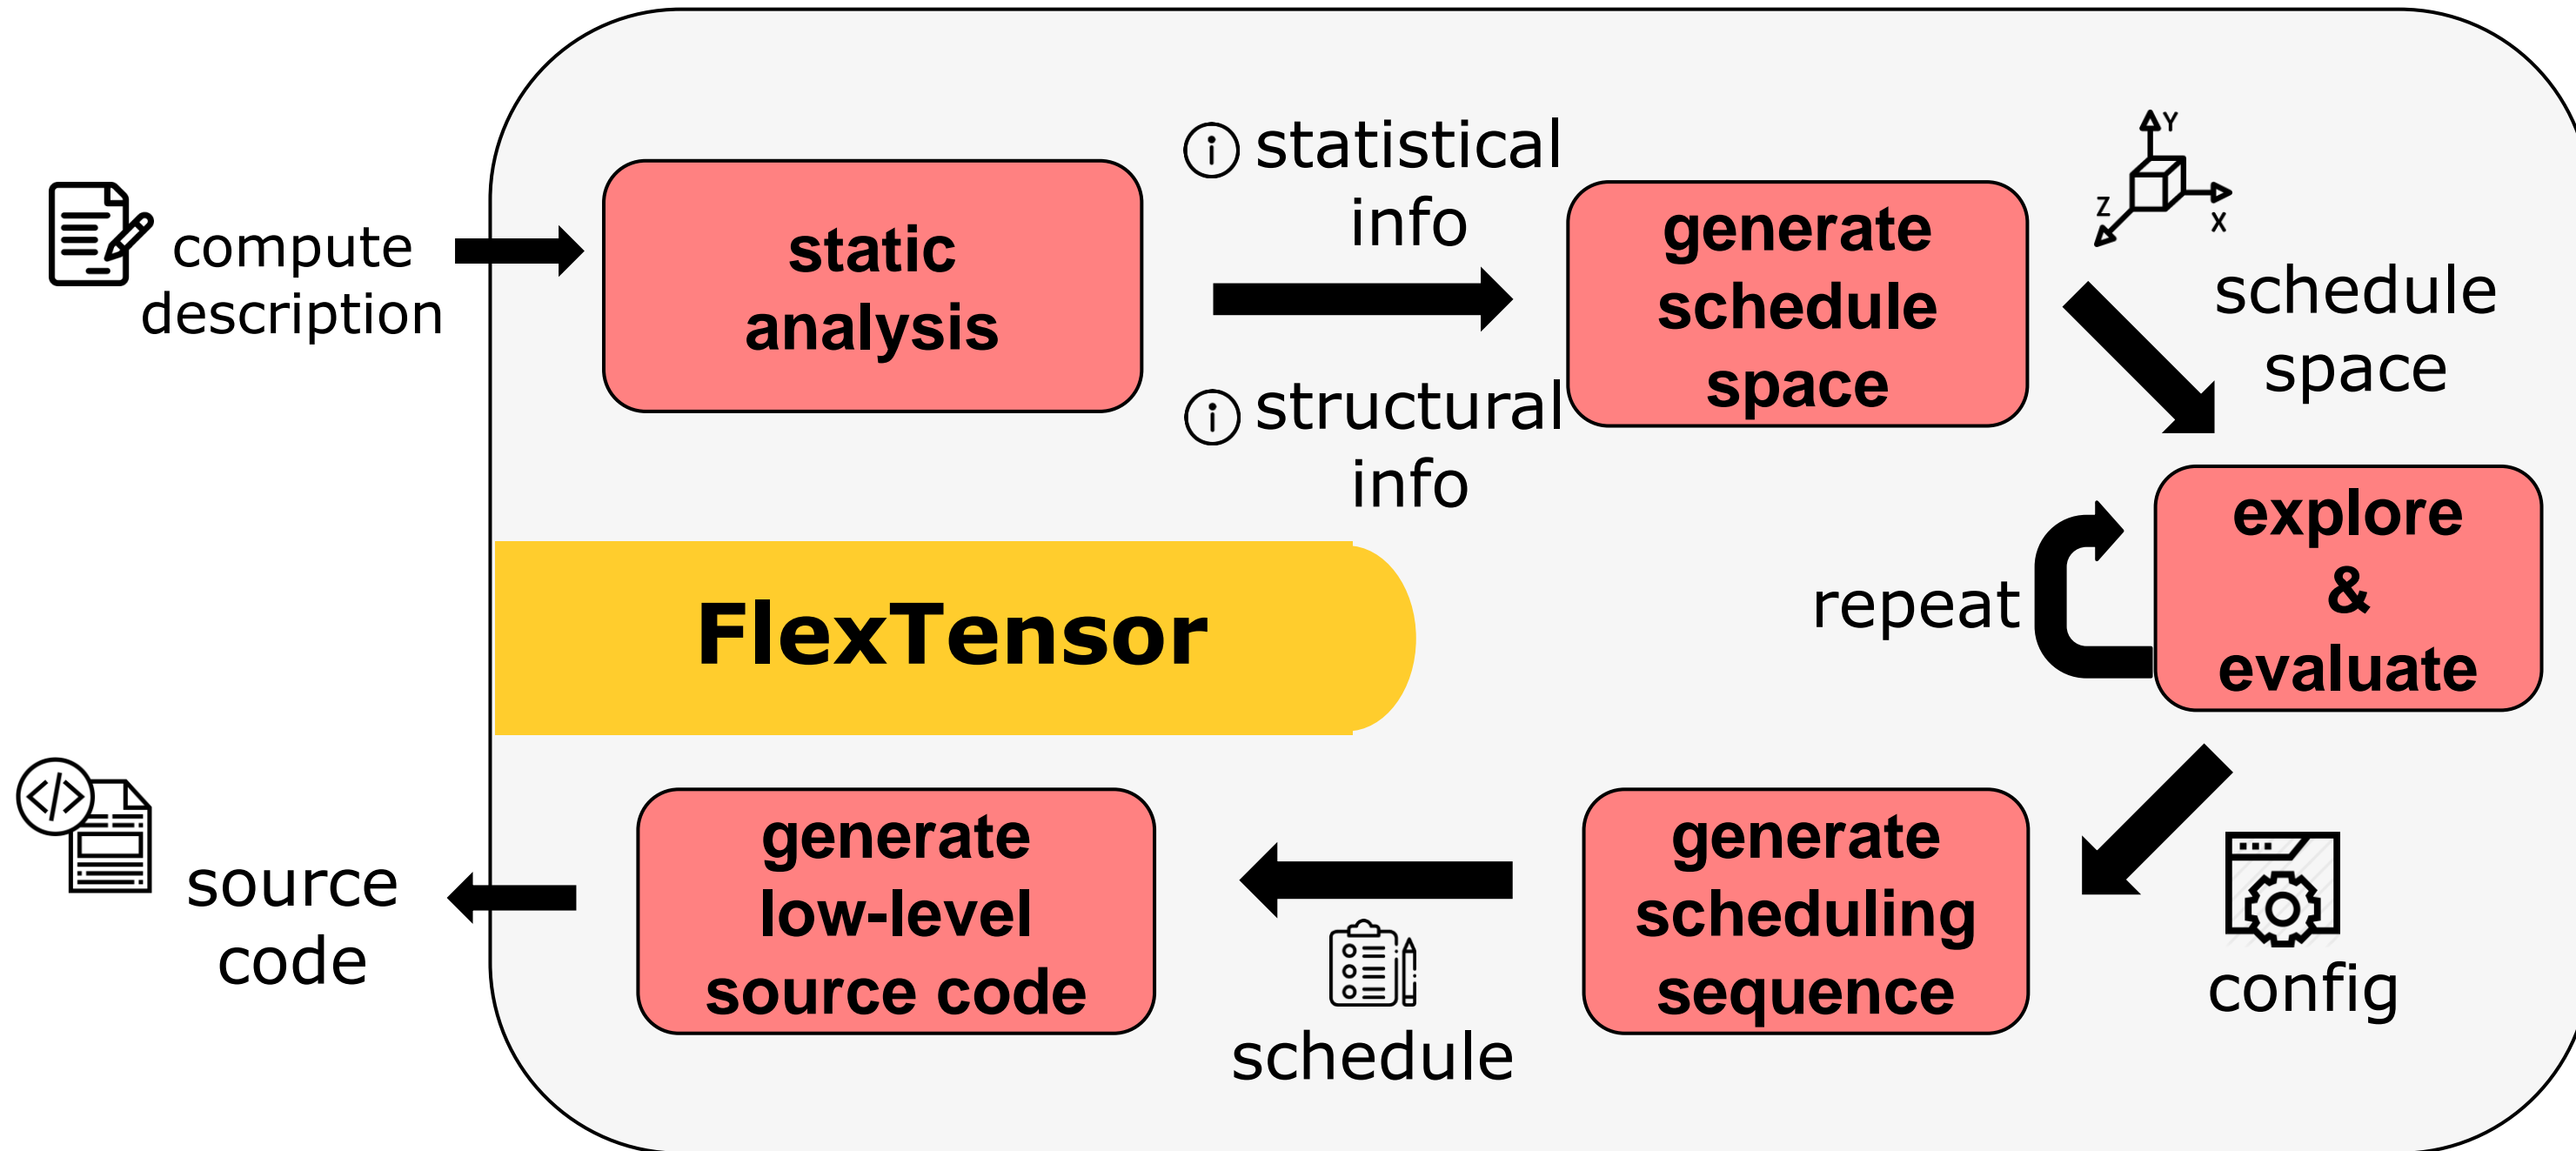 compute
description
static
analysis
statistical
info
structural
info
generate
schedule
space
Y
Z
X
schedule
space
explore
&
evaluate
repeat
FlexTensor
config
generate
scheduling
sequence
schedule
generate
low-level
source code
</>
source
code